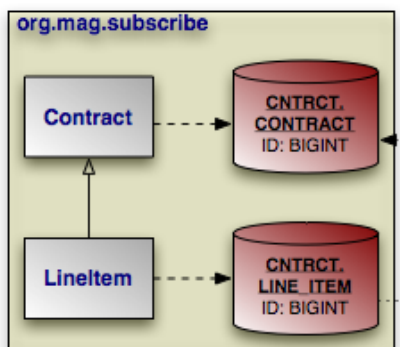 org.mag.subscribe
Contract
CNTRCT.
CONTRACT
ID: BIGINT
LineItem
CNTRCT.
LINE_ITEM
ID: BIGINT